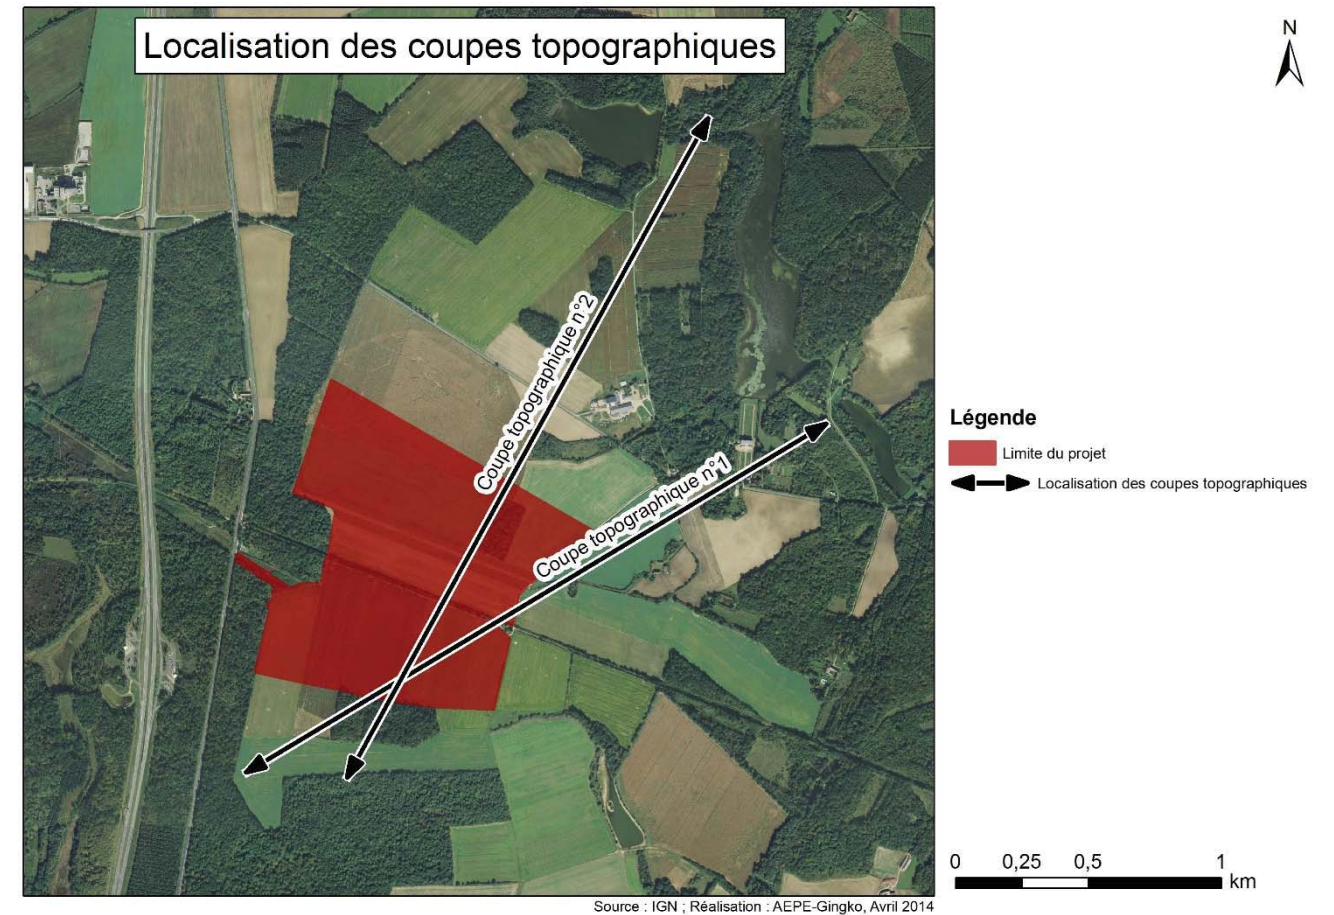 Localisation des coupes topographiques
N
Coupe topographique n°2
Coupe topographique n°1
Légende
Limite du projet
Localisation des coupes topographiques
0 0,25 0,5 1
km
Source : IGN ; Réalisation : AEPE-Gingko, Avril 2014